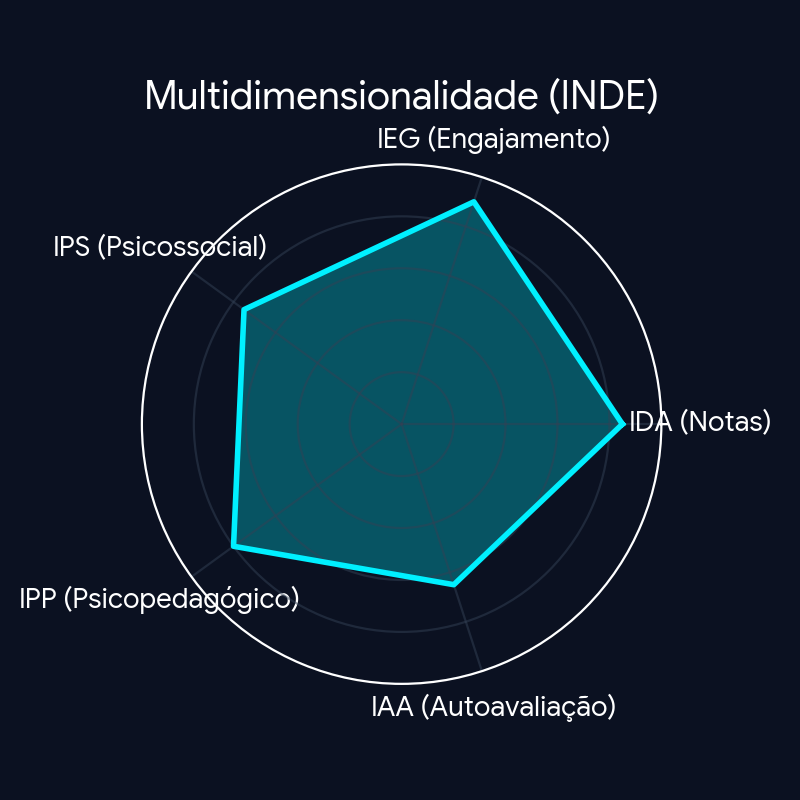 Multidimensionalidade (INDE)
IEG (Engajamento)
IPS (Psicossocial)
IDA (Notas)
IPP (Psicopedagógico)
IAA (Autoavaliação)